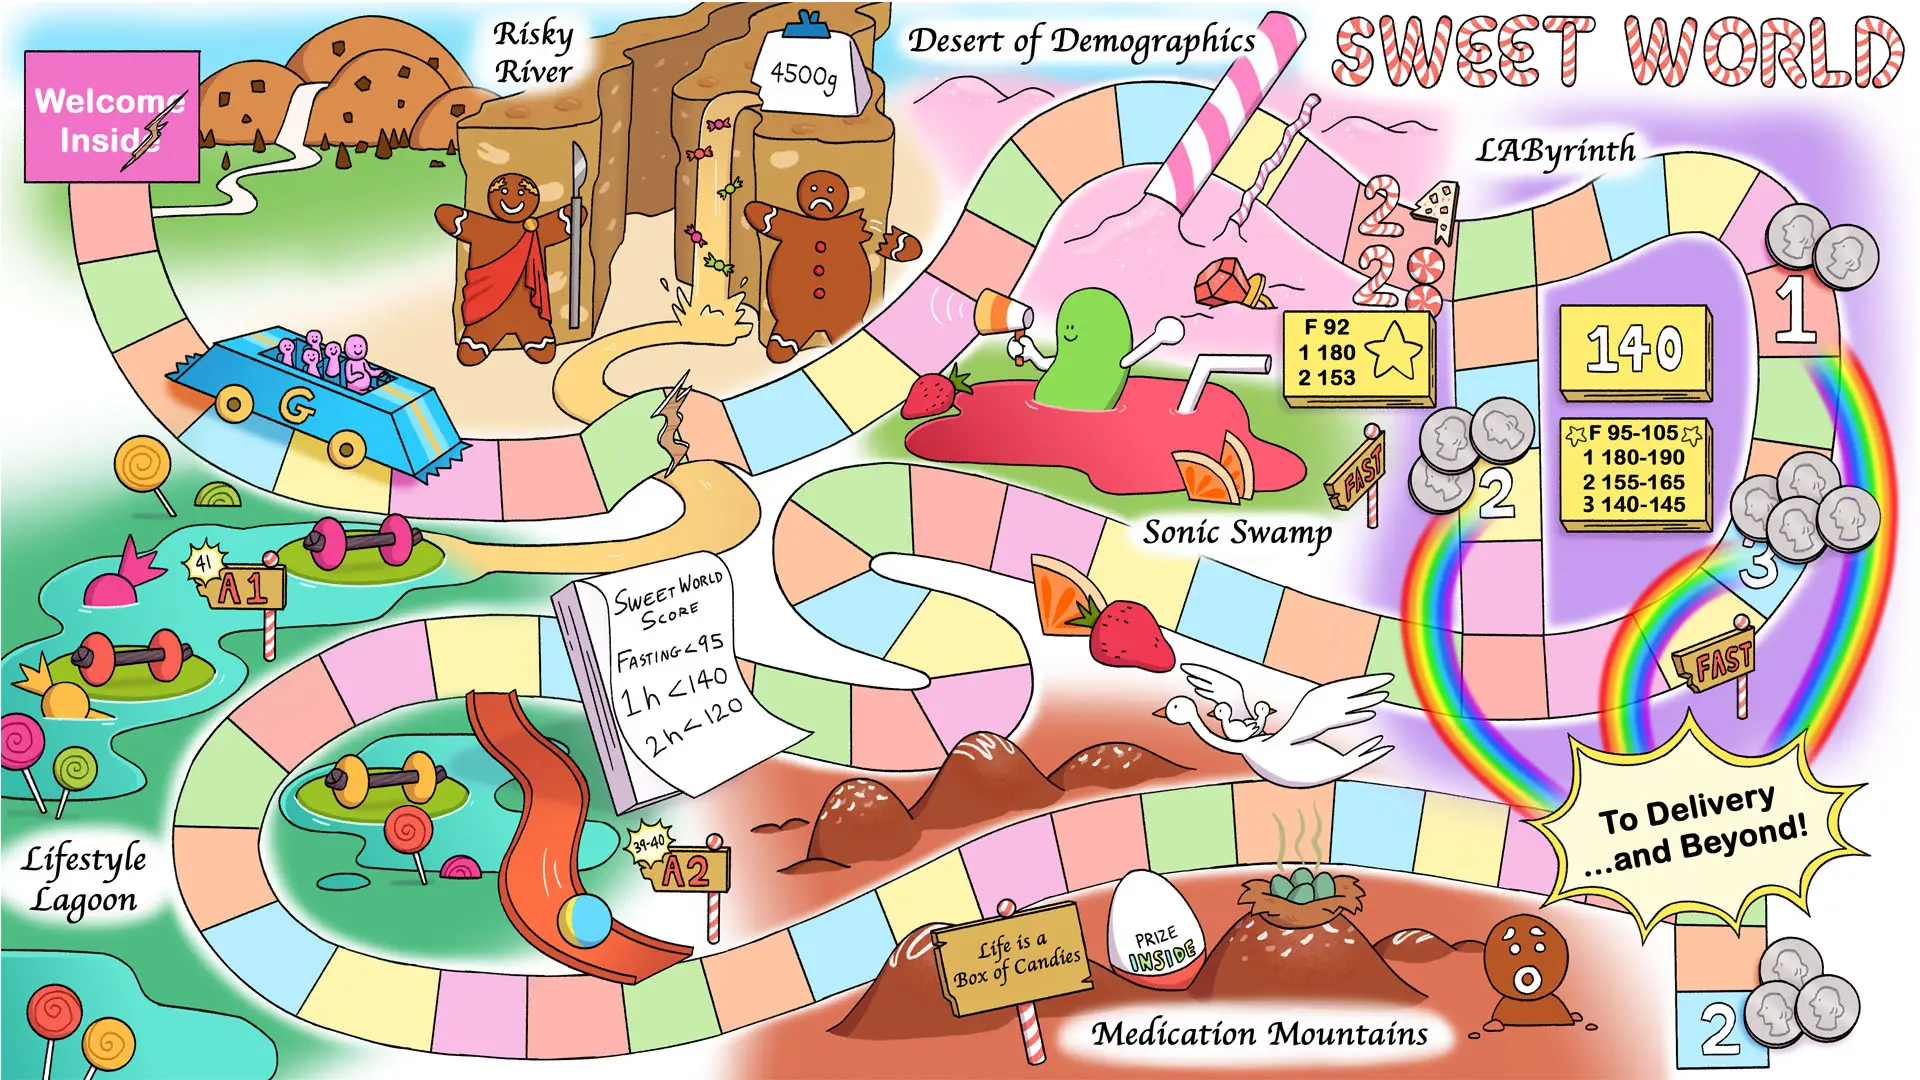 Welcome
Inside
Risky
River
4500g
Desert of Demographics
SWEET WORLD
LAByrinth
24
28
1
F 92
1 180
2 153
140
F 95-105
1 180-190
2 155-165
3 140-145
2
3
FAST
FAST
G
Sonic Swamp
41
A1
SWEET WORLD
SCORE
FASTING<95
1h<140
2h<120
39-40
A2
Lifestyle
Lagoon
To Delivery
...and Beyond!
Life is a
Box of Candies
PRIZE
INSIDE
Medication Mountains
2